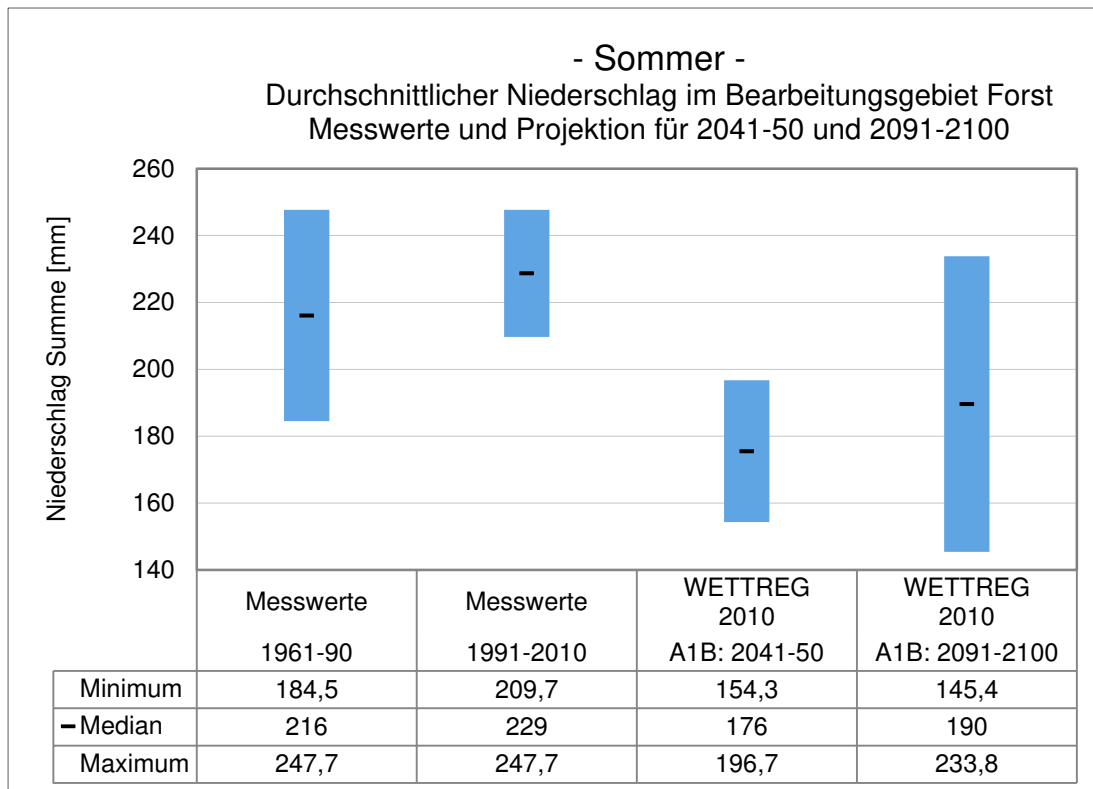 - Sommer -
Durchschnittlicher Niederschlag im Bearbeitungsgebiet Forst
Messwerte und Projektion für 2041-50 und 2091-2100
Niederschlag Summe [mm]
260
240
220
200
180
160
140
Messwerte Messwerte WETTREG WETTREG
2010 2010
1961-90 1991-2010 A1B: 2041-50 A1B: 2091-2100
Minimum 184,5 209,7 154,3 145,4
Median 216 229 176 190
Maximum 247,7 247,7 196,7 233,8